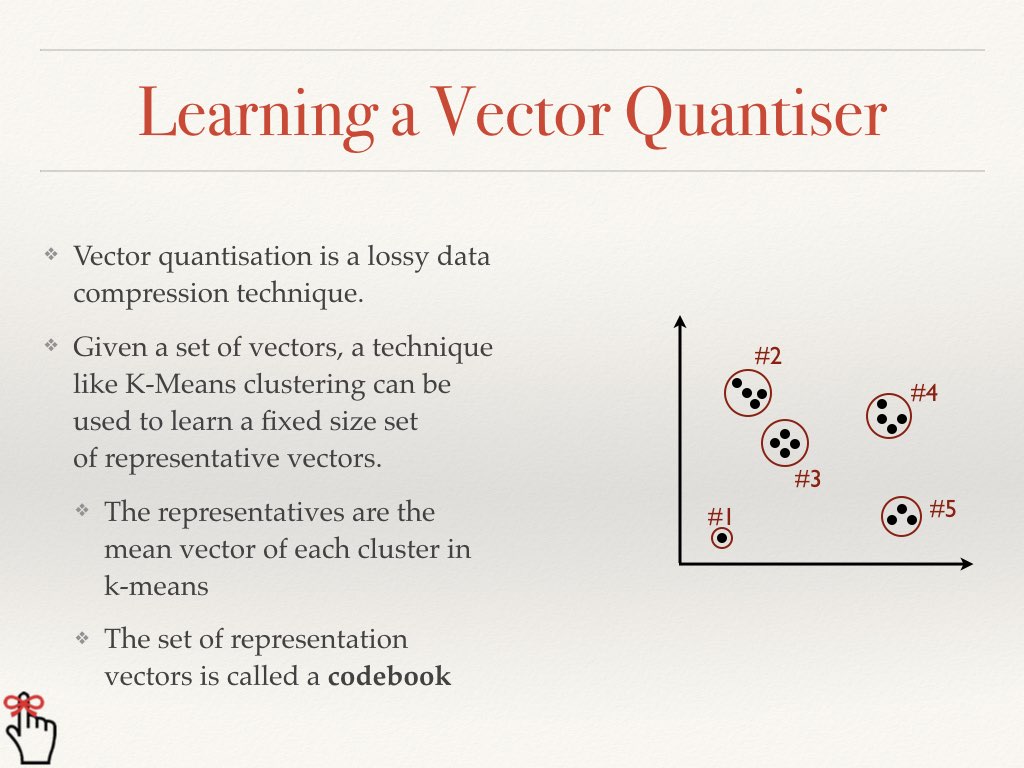 Learning a Vector Quantiser
Vector quantisation is a lossy data
compression technique.
Given a set of vectors, a technique
like K-Means clustering can be
used to learn a fixed size set
of representative vectors.
The representatives are the
mean vector of each cluster in
k-means
The set of representation
vectors is called a codebook
#2
#4
#3
#1
#5